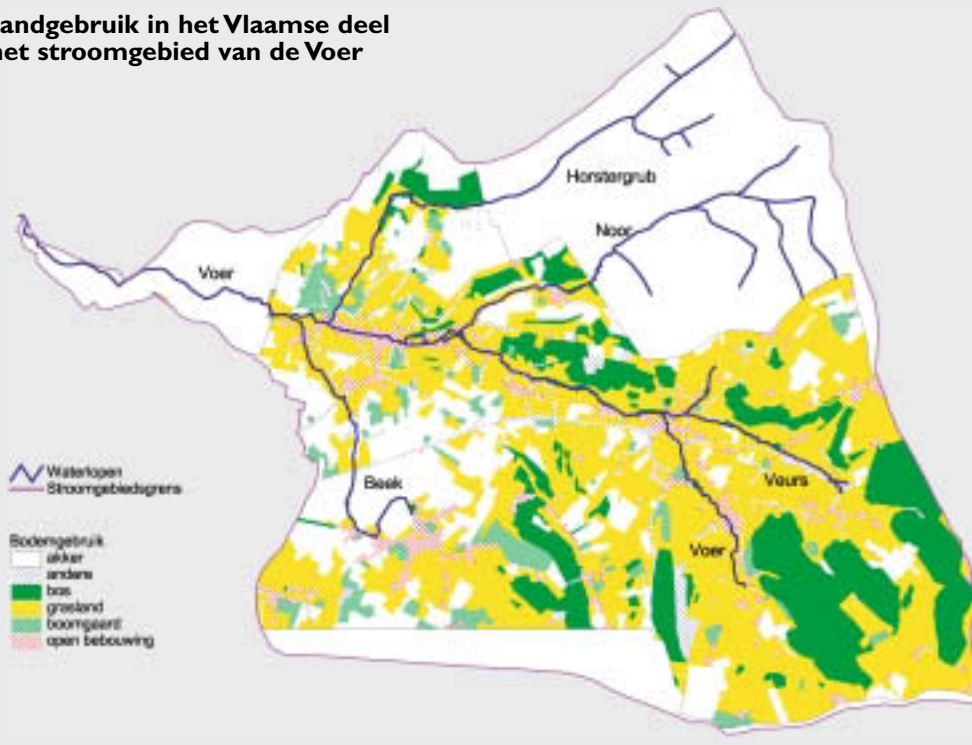 andgebruik in het Vlaamse deel
het stroomgebied van de Voer
Horstergrub
Noor
Voer
Waterlopen
Stroomgebiedsgrens
Beek
Veurs
Voer
Bodemgebruik
akker
andere
bos
grasland
boomgaard
open bebouwing